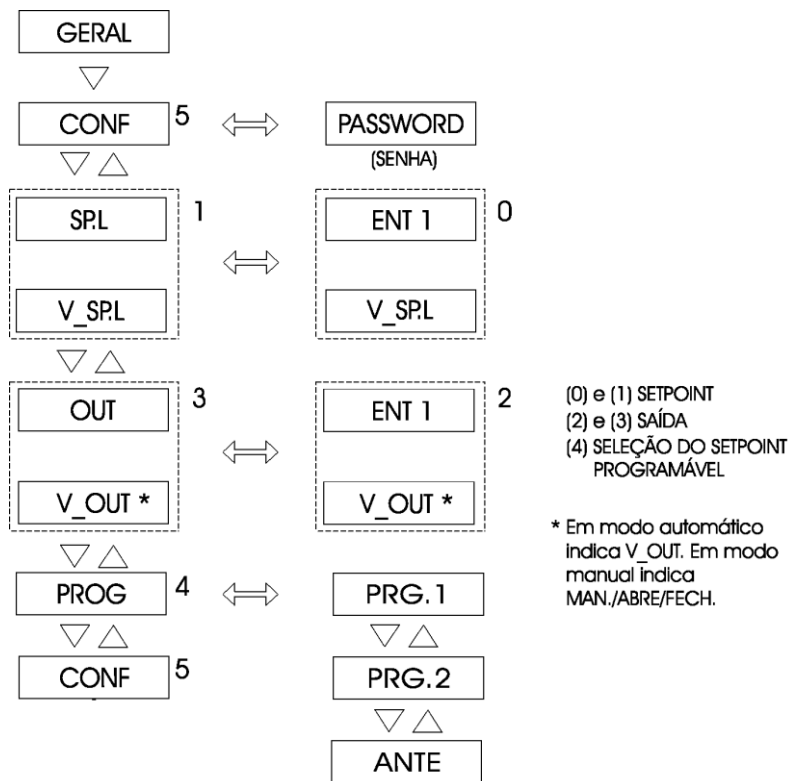 GERAL
CONF 5 PASSWORD
(SENHA)
SP.L 1 ENT 1 0
V_SP.L V_SP.L
OUT 3 ENT 1 2
V_OUT * V_OUT *
(0) e (1) SETPOINT
(2) e (3) SAÍDA
(4) SELEÇÃO DO SETPOINT
PROGRAMÁVEL
* Em modo automático
indica V_OUT. Em modo
manual indica
MAN./ABRE/FECH.
PROG 4 PRG.1
CONF 5 PRG.2
ANTE